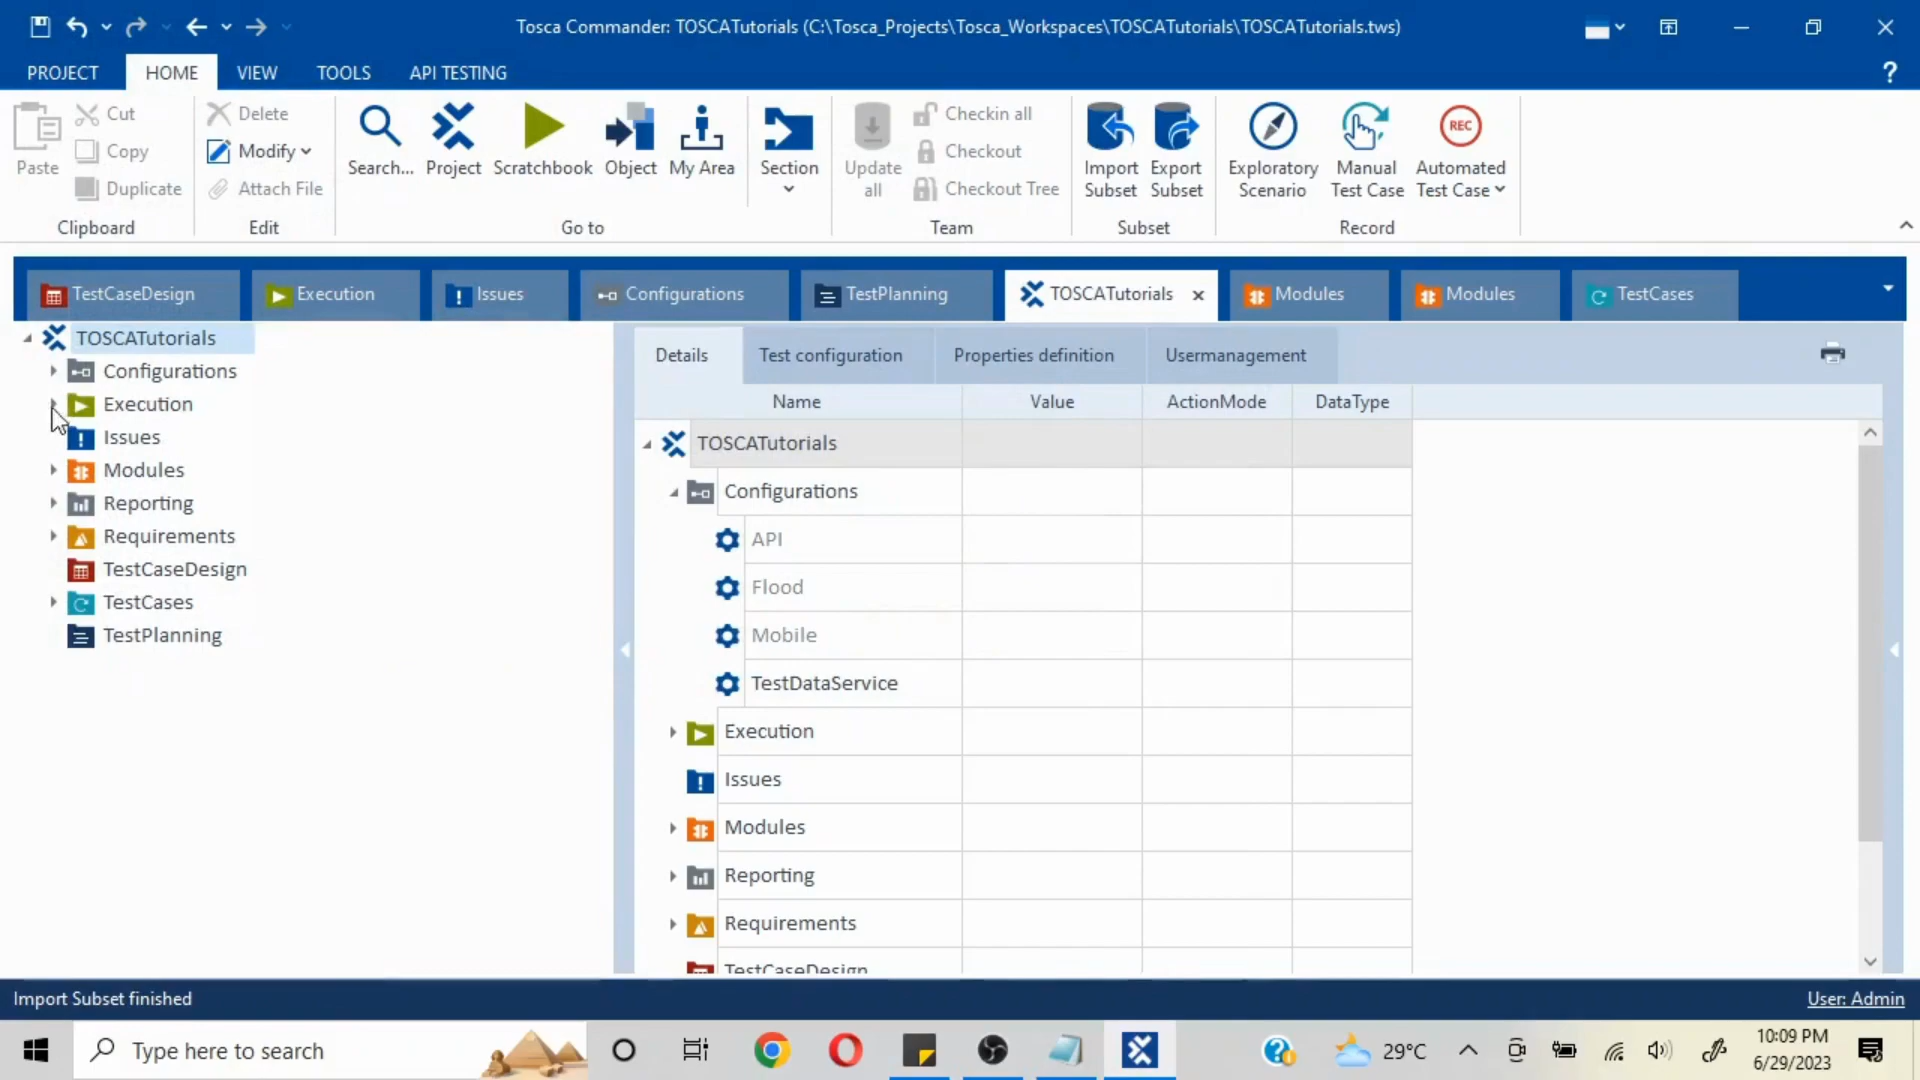 Tosca Commander: TOSCATutorials (C:\Tosca_Projects\Tosca_Workspaces\TOSCATutorials\TOSCATutorials.tws)
PROJECT HOME VIEW TOOLS API TESTING ?
Paste
Cut
Copy
Duplicate
Clipboard
Delete
Modify
Attach File
Edit
Search... Project Scratchbook Object My Area Section
Go to
Update all
Checkin all
Checkout
Checkout Tree
Team
Import Subset
Export Subset
Subset
Exploratory Scenario
Manual Test Case
REC
Automated Test Case
Record
TestCaseDesign Execution Issues Configurations TestPlanning TOSCATutorials Modules Modules TestCases
TOSCATutorials
Configurations
Execution
Issues
Modules
Reporting
Requirements
TestCaseDesign
TestCases
TestPlanning
Details Test configuration Properties definition Usermanagement
Name Value ActionMode DataType
TOSCATutorials
Configurations
API
Flood
Mobile
TestDataService
Execution
Issues
Modules
Reporting
Requirements
TestCaseDesign
Import Subset finished
User: Admin
Type here to search
29°C
10:09 PM
6/29/2023